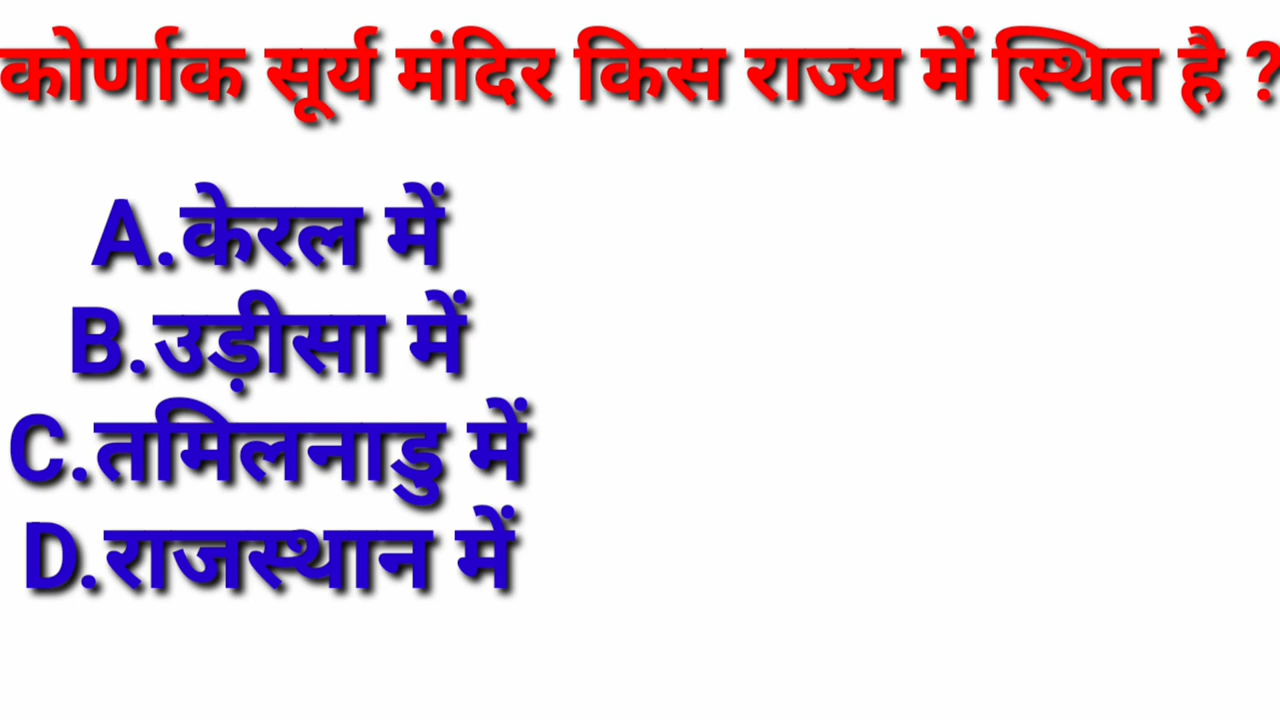 कोर्णाक सूर्य मंदिर किस राज्य में स्थित है ?
A.केरल में
B.उड़ीसा में
C.तमिलनाडु में
D.राजस्थान में